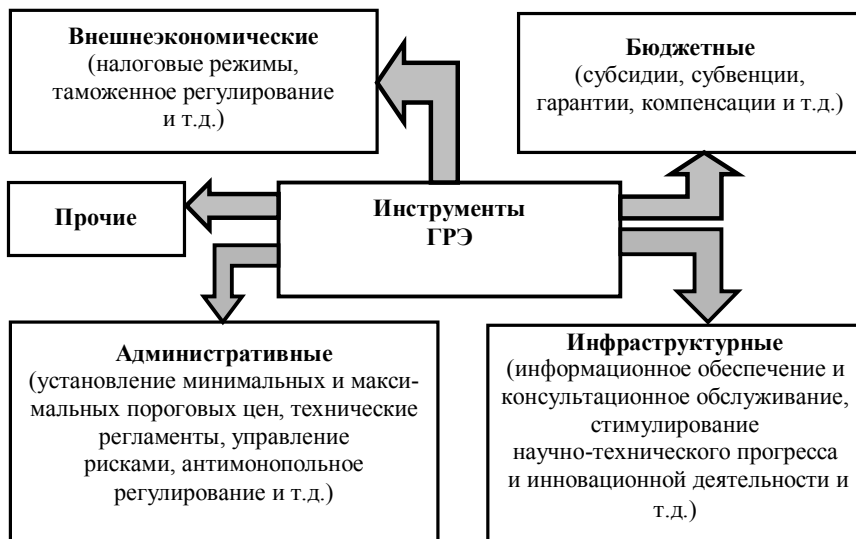 Внешнеэкономические
(налоговые режимы,
таможенное регулирование
и т.д.)
Бюджетные
(субсидии, субвенции,
гарантии, компенсации и т.д.)
Прочие
Инструменты
ГРЭ
Административные
(установление минимальных и макси-
мальных пороговых цен, технические
регламенты, управление
рисками, антимонопольное
регулирование и т.д.)
Инфраструктурные
(информационное обеспечение и
консультационное обслуживание,
стимулирование
научно-технического прогресса
и инновационной деятельности и
т.д.)